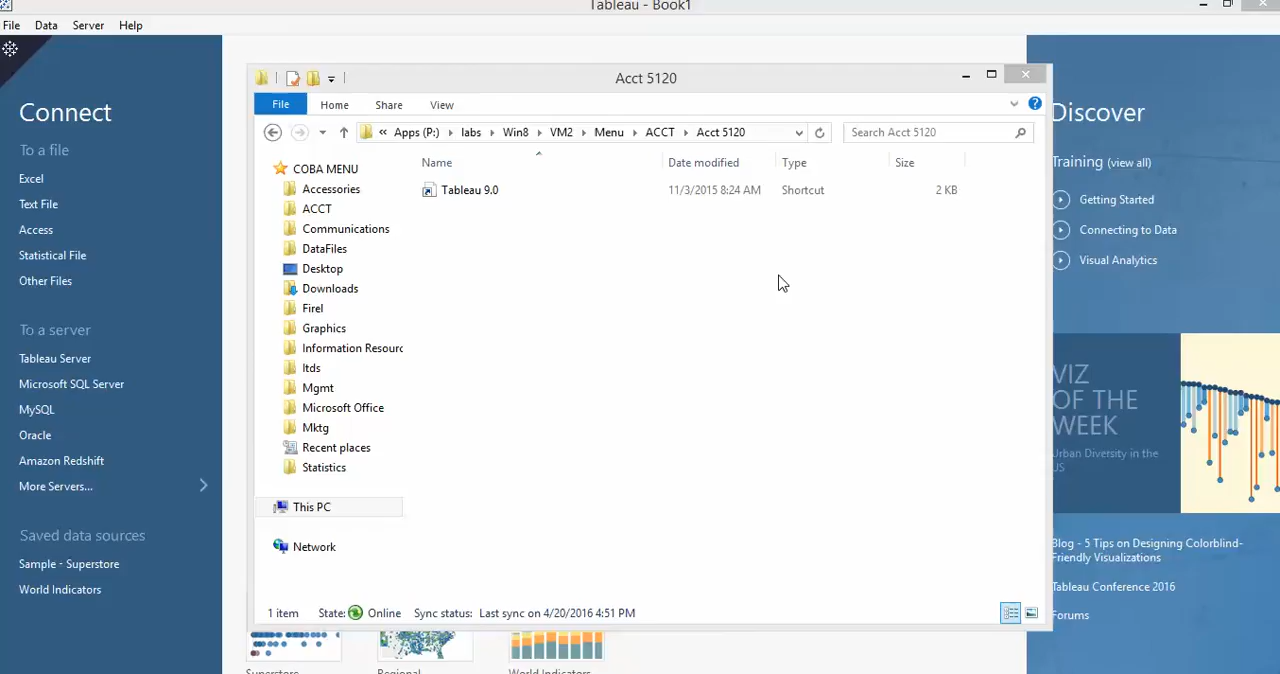 Tableau - Book1
File Data Server Help
Connect
To a file
Excel
Text File
Access
Statistical File
Other Files
To a server
Tableau Server
Microsoft SQL Server
MySQL
Oracle
Amazon Redshift
More Servers...
Saved data sources
Sample - Superstore
World Indicators
Acct 5120
File Home Share View
« Apps (P:) labs Win8 VM2 Menu ACCT Acct 5120
Search Acct 5120
Name Date modified Type Size
Tableau 9.0 11/3/2015 8:24 AM Shortcut 2 KB
COBA MENU
Accessories
ACCT
Communications
DataFiles
Desktop
Downloads
Firel
Graphics
Information Resourc
Itds
Mgmt
Microsoft Office
Mktg
Recent places
Statistics
This PC
Network
1 item State: Online Sync status: Last sync on 4/20/2016 4:51 PM
Superstore Regional World Indicators
Discover
Training (view all)
Getting Started
Connecting to Data
Visual Analytics
VIZ
OF THE
WEEK
Urban Diversity in the
US
Blog - 5 Tips on Designing Colorblind-
Friendly Visualizations
Tableau Conference 2016
Forums